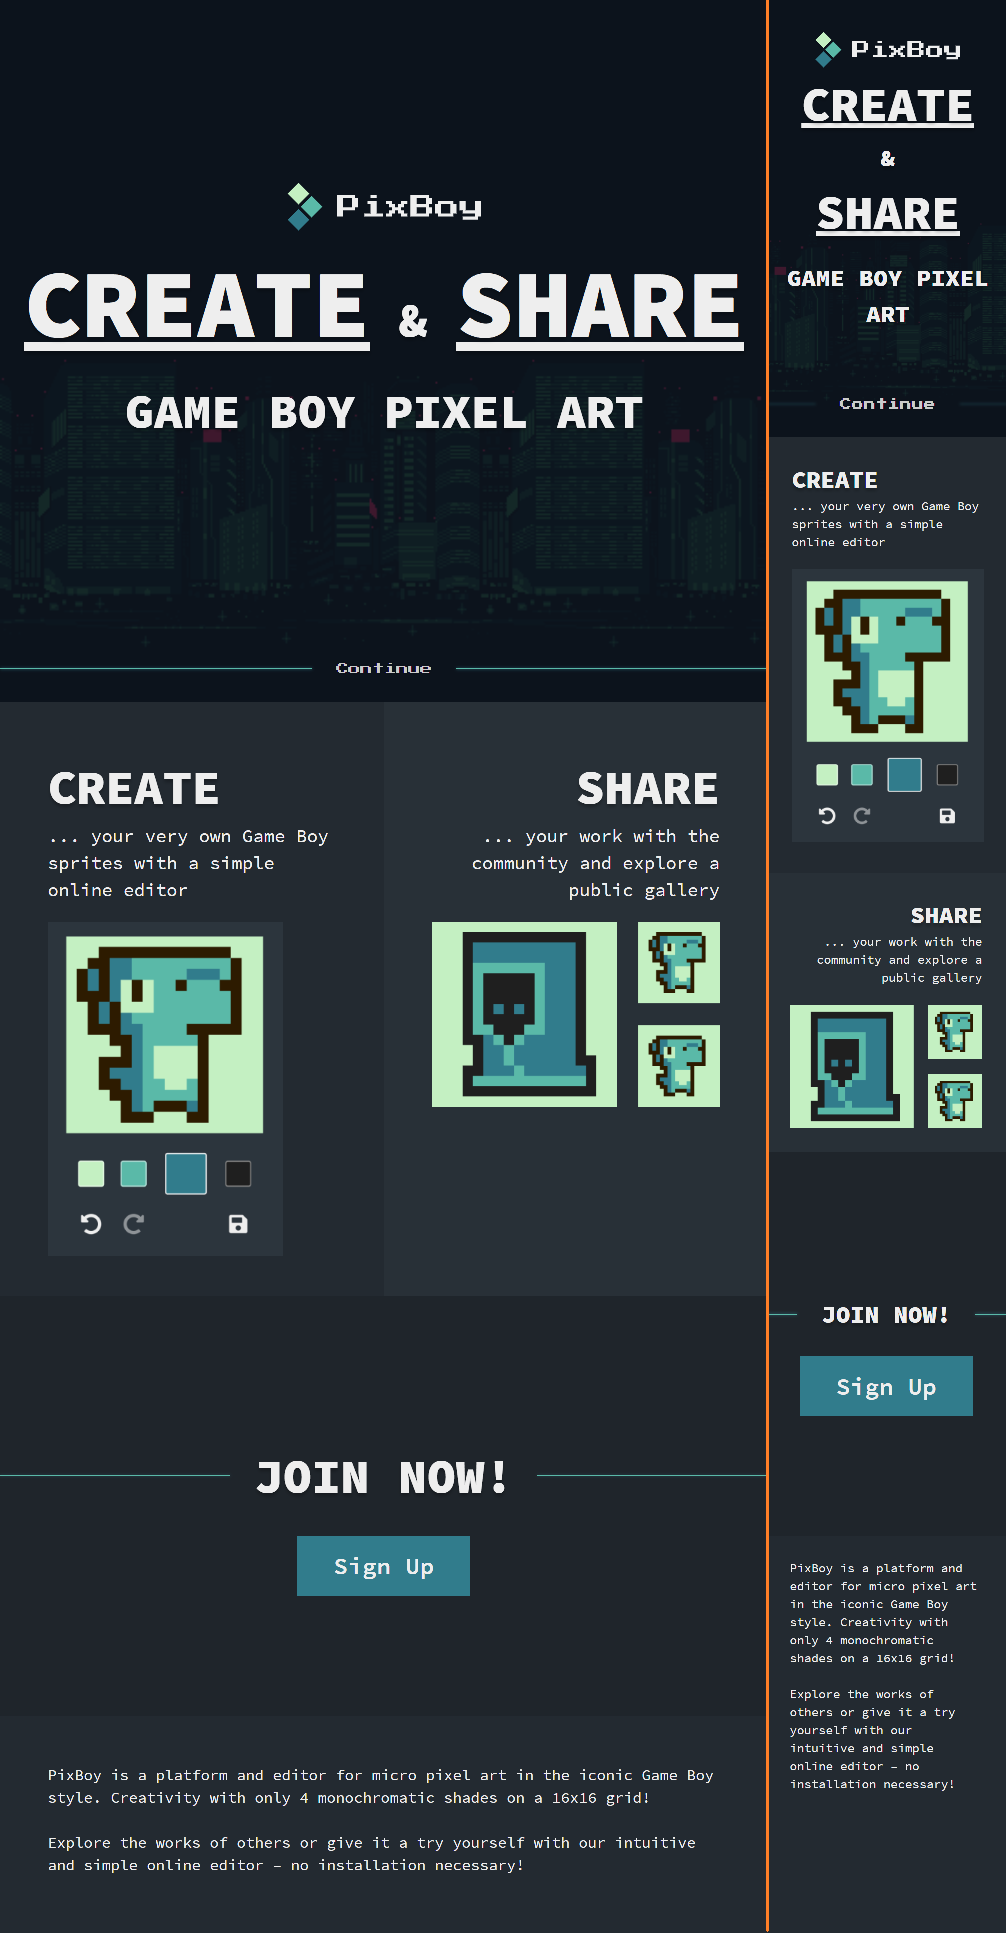 PixBoy
CREATE & SHARE
GAME BOY PIXEL ART
Continue
CREATE
... your very own Game Boy
sprites with a simple
online editor
SHARE
... your work with the
community and explore a
public gallery
JOIN NOW!
Sign Up
PixBoy is a platform and editor for micro pixel art in the iconic Game Boy
style. Creativity with only 4 monochromatic shades on a 16x16 grid!
Explore the works of others or give it a try yourself with our intuitive
and simple online editor – no installation necessary!
PixBoy
CREATE
&
SHARE
GAME BOY PIXEL
ART
Continue
CREATE
... your very own Game Boy
sprites with a simple
online editor
SHARE
... your work with the
community and explore a
public gallery
JOIN NOW!
Sign Up
PixBoy is a platform and
editor for micro pixel art
in the iconic Game Boy
style. Creativity with
only 4 monochromatic
shades on a 16x16 grid!
Explore the works of
others or give it a try
yourself with our
intuitive and simple
online editor – no
installation necessary!